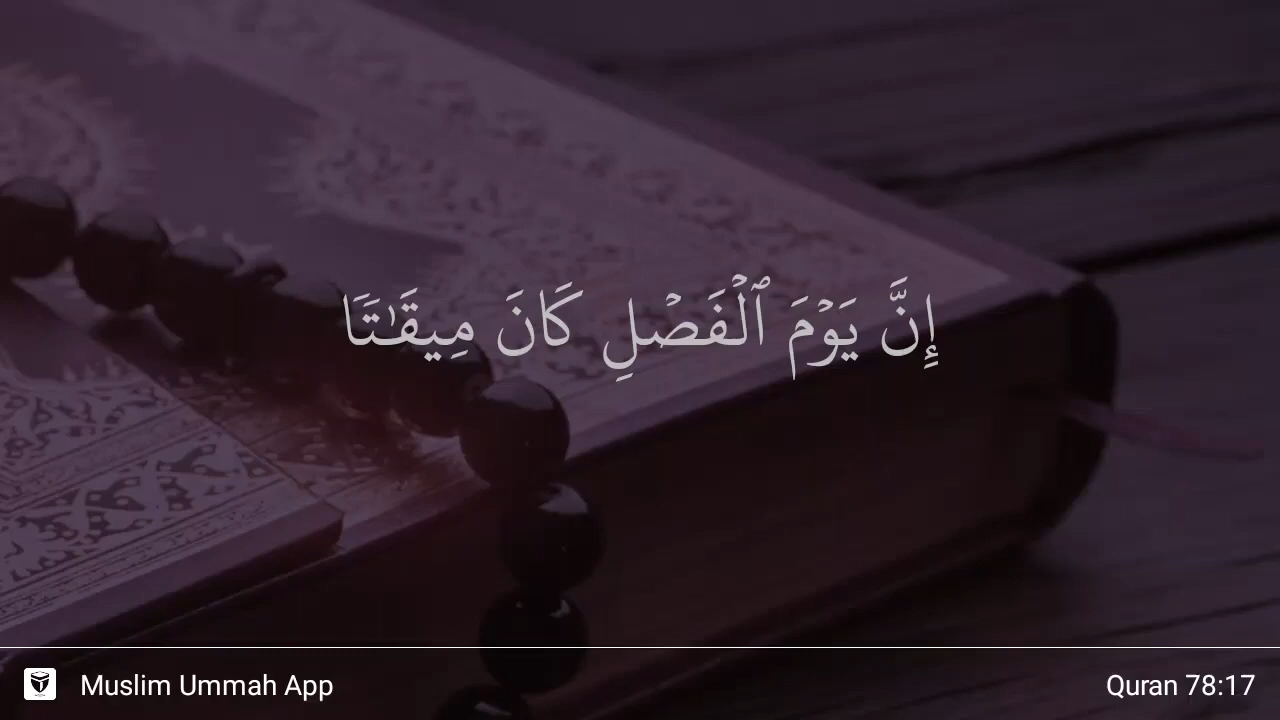 إِنَّ يَوْمَ ٱلْفَصْلِ كَانَ مِيقَـٰتًۭا
Muslim Ummah App
Quran 78:17